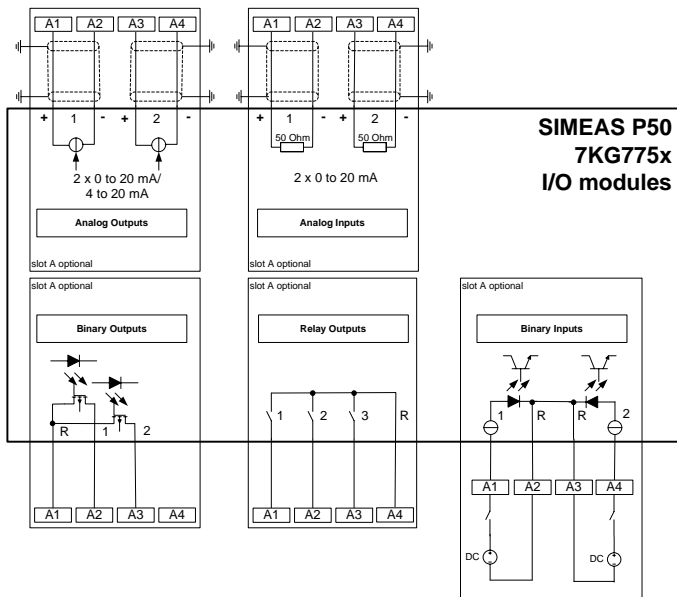 A1 A2 A3 A4
+ 1 - + 2 -
2 x 0 to 20 mA/
4 to 20 mA
Analog Outputs
slot A optional
A1 A2 A3 A4
+ 1 - + 2 -
50 Ohm 50 Ohm
2 x 0 to 20 mA
Analog Inputs
slot A optional
SIMEAS P50
7KG775x
I/O modules
slot A optional
Binary Outputs
R 1 2
A1 A2 A3 A4
slot A optional
Relay Outputs
1 2 3 R
A1 A2 A3 A4
slot A optional
Binary Inputs
1 R R 2
A1 A2 A3 A4
DC DC